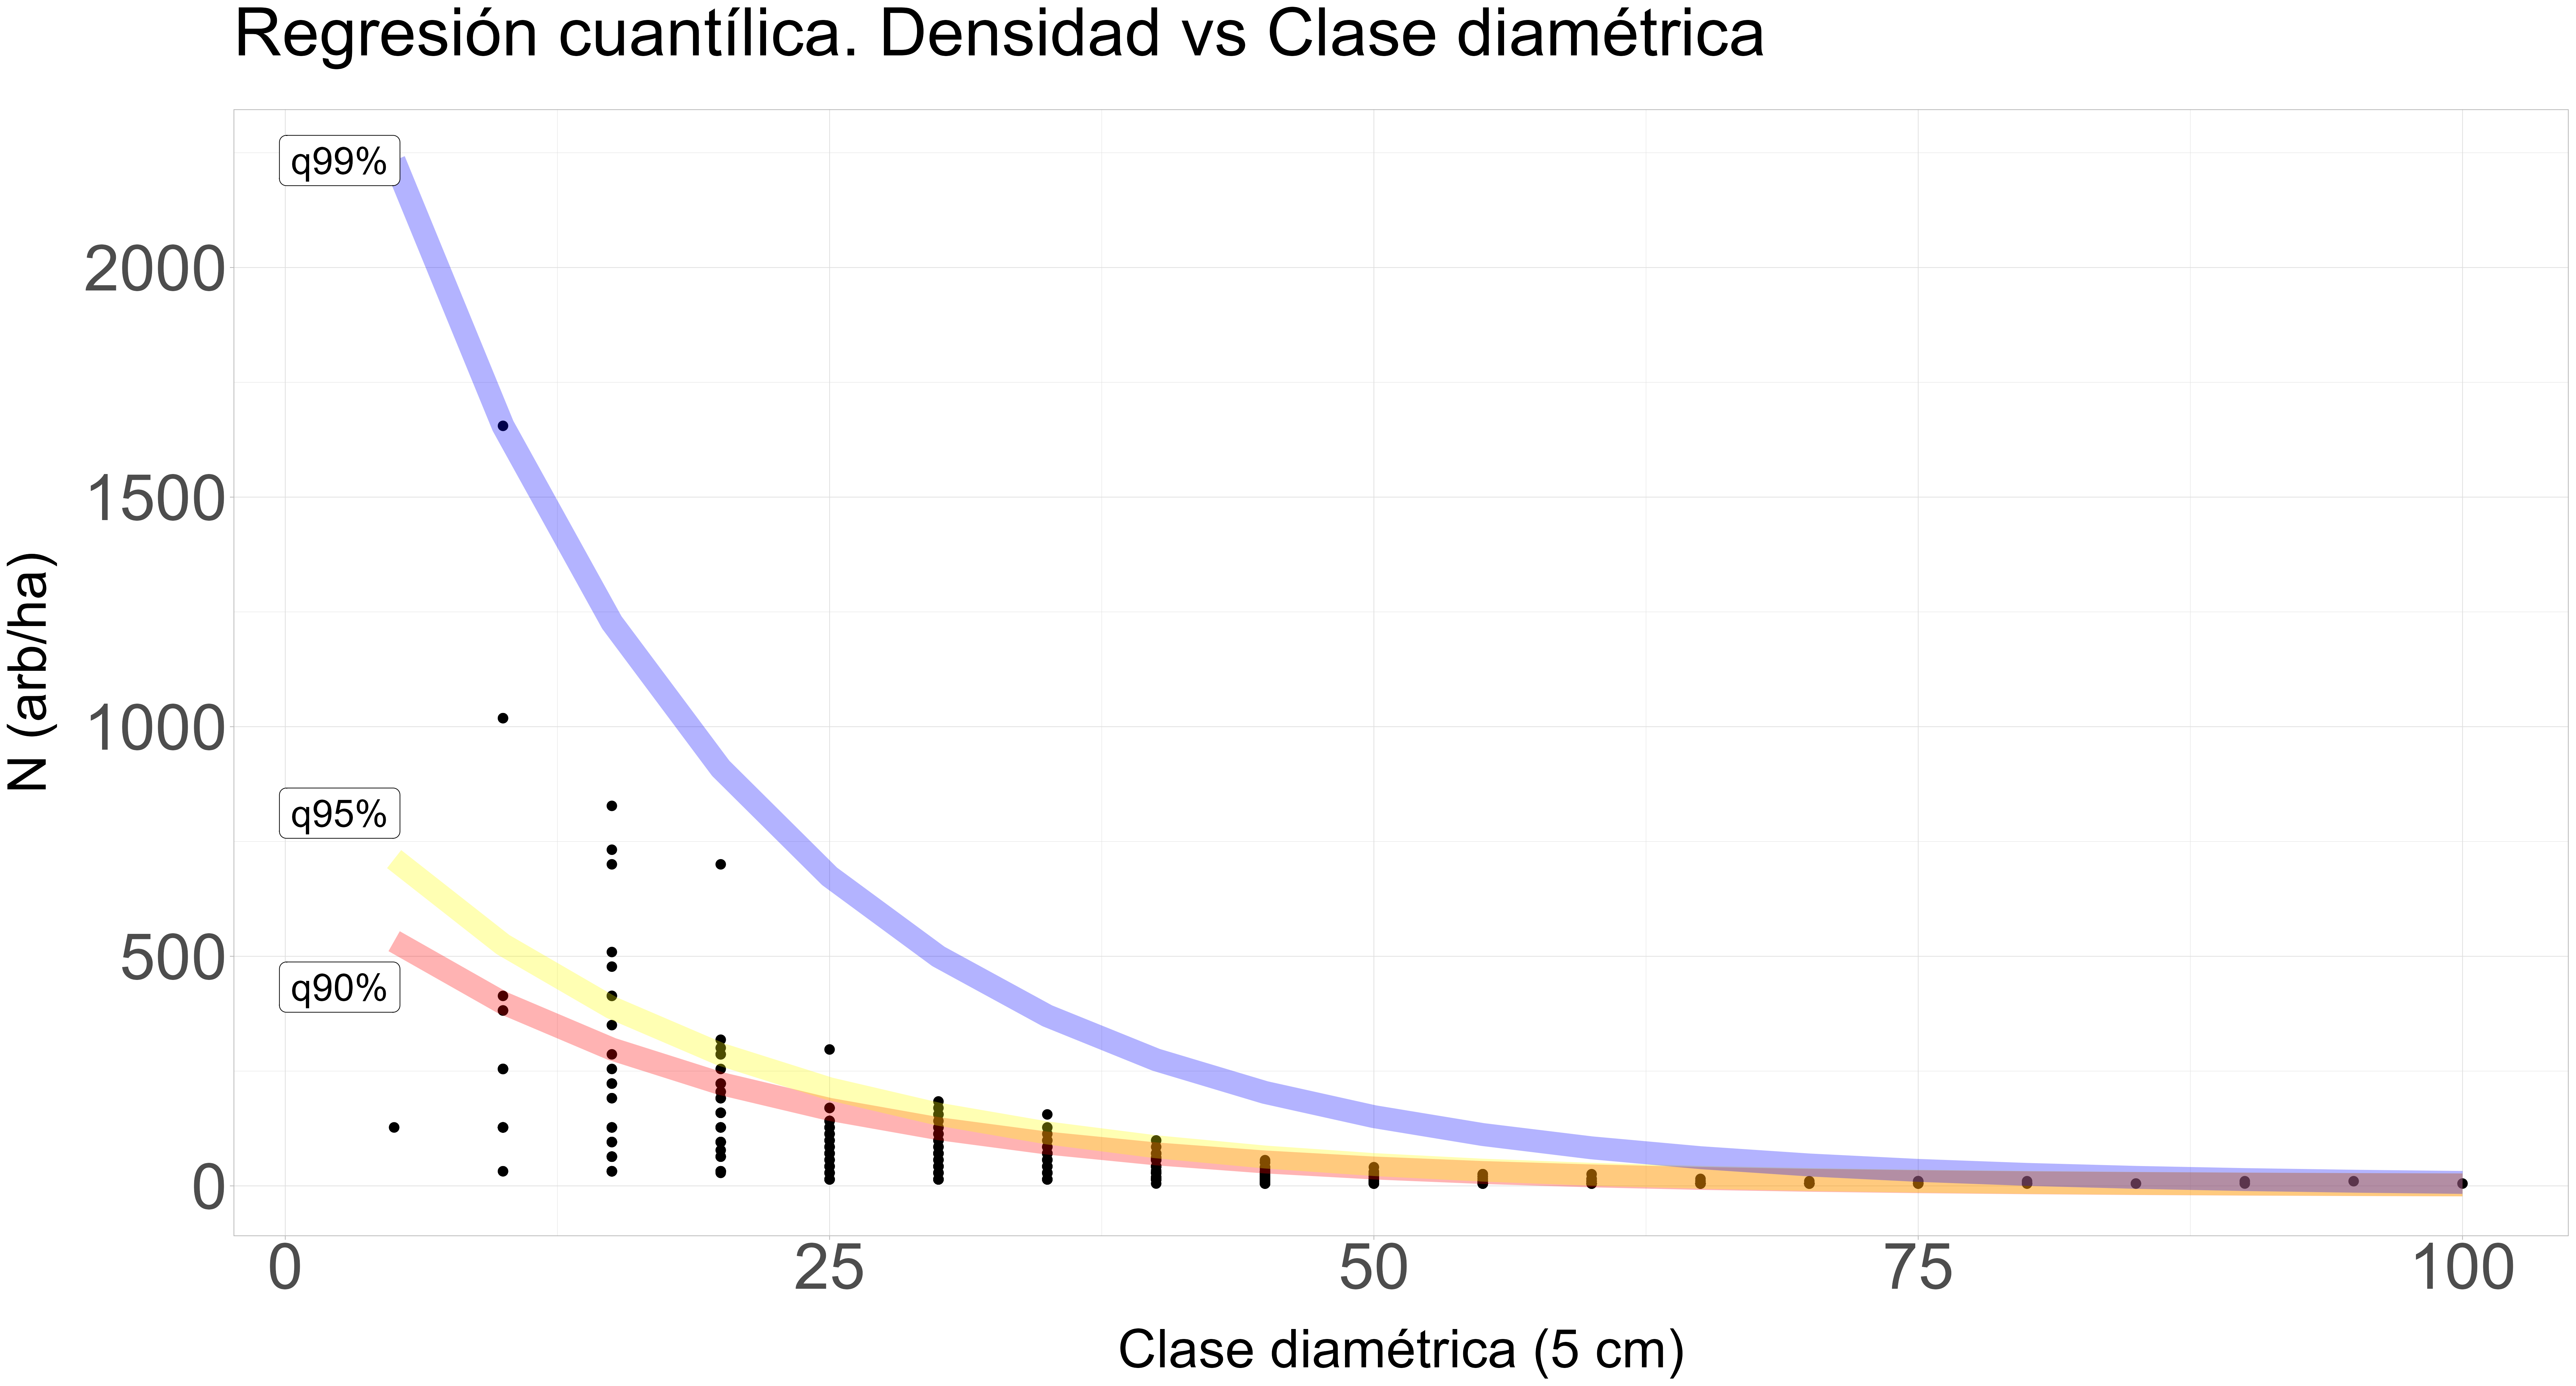 Regresión cuantílica. Densidad vs Clase diamétrica
q99%
2000
1500
N (arb/ha)
1000
q95%
500
q90%
0
0 25 50 75 100
Clase diamétrica (5 cm)